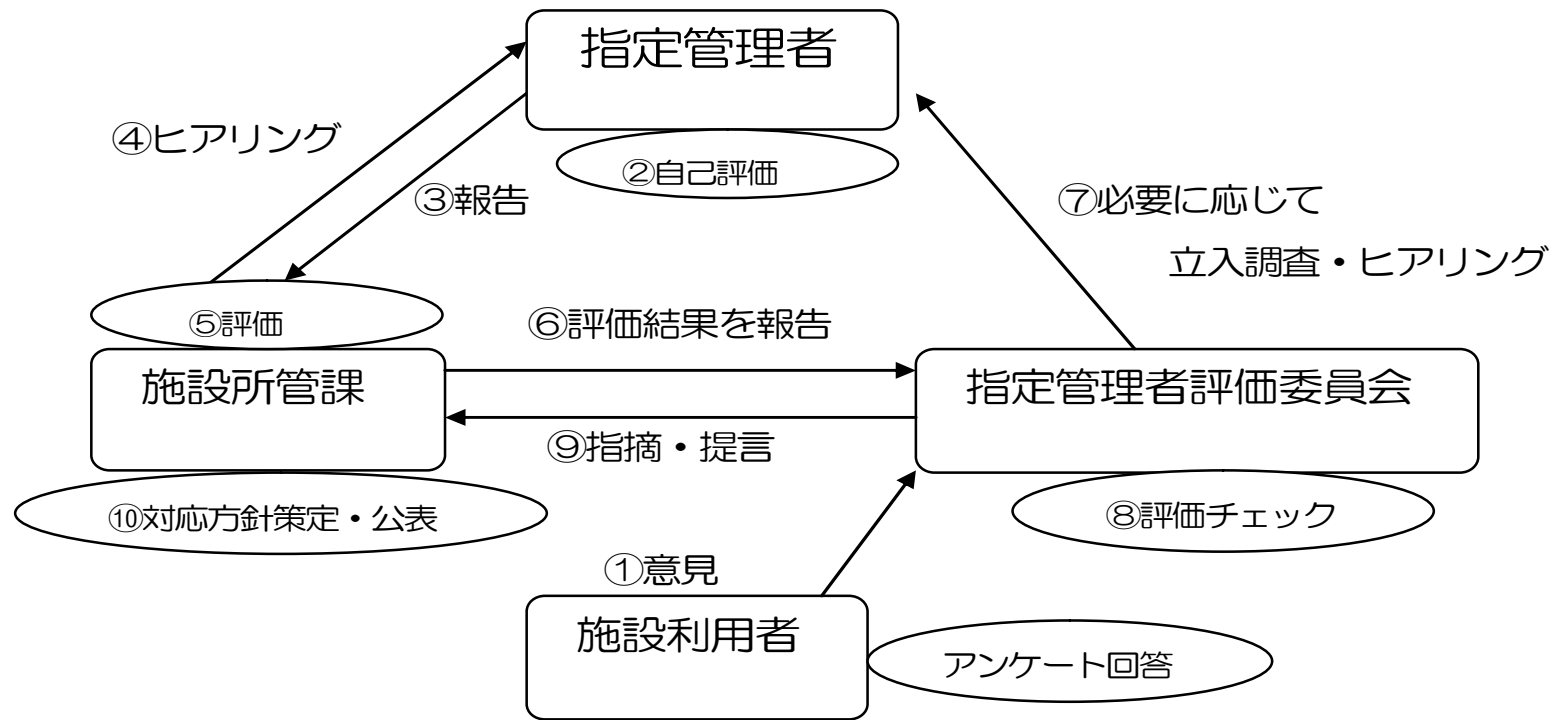 指定管理者
④ヒアリング
②自己評価
③報告
⑦必要に応じて
立入調査・ヒアリング
⑤評価
⑥評価結果を報告
施設所管課
指定管理者評価委員会
⑨指摘・提言
⑩対応方針策定・公表
⑧評価チェック
①意見
施設利用者
アンケート回答